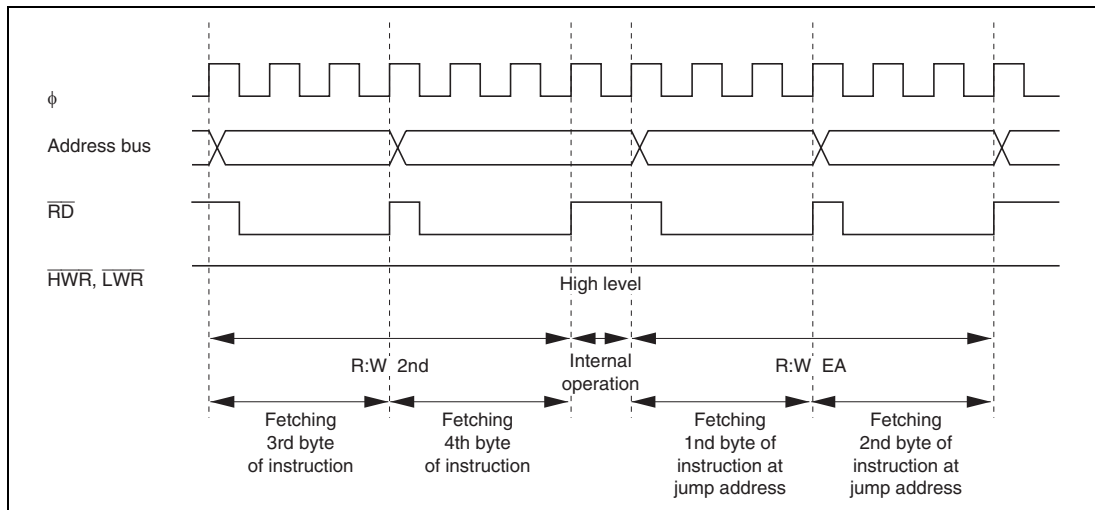 ϕ
Address bus
RD
HWR, LWR
High level
R:W 2nd
Internal
operation
R:W EA
Fetching
3rd byte
of instruction
Fetching
4th byte
of instruction
Fetching
1nd byte of
instruction at
jump address
Fetching
2nd byte of
instruction at
jump address